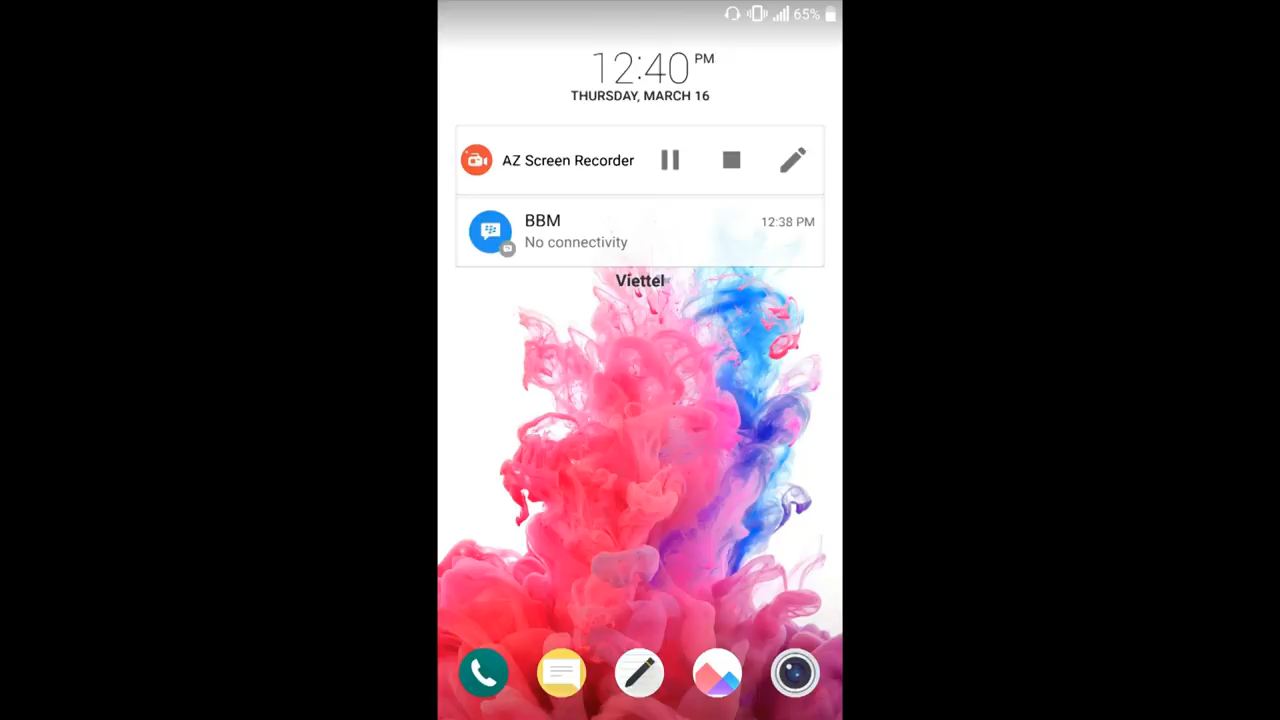 65%
12:40 PM
THURSDAY, MARCH 16
AZ Screen Recorder
BBM 12:38 PM
No connectivity
Viettel